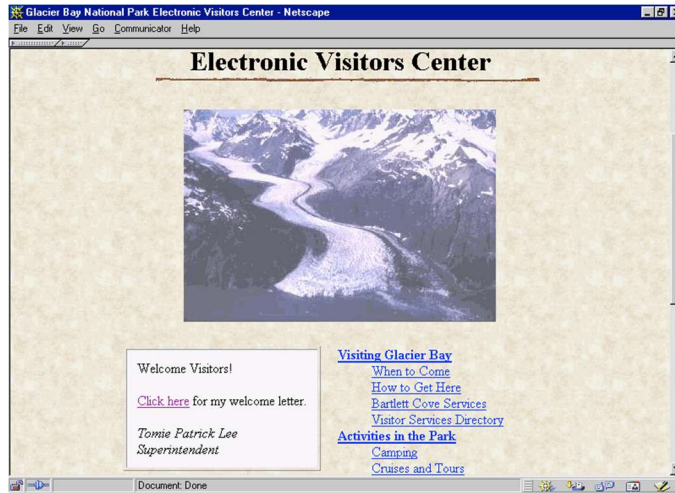 Glacier Bay National Park Electronic Visitors Center - Netscape
File Edit View Go Communicator Help
Electronic Visitors Center
Welcome Visitors!
Click here for my welcome letter.
Tomie Patrick Lee
Superintendent
Visiting Glacier Bay
When to Come
How to Get Here
Bartlett Cove Services
Visitor Services Directory
Activities in the Park
Camping
Cruises and Tours
Document: Done